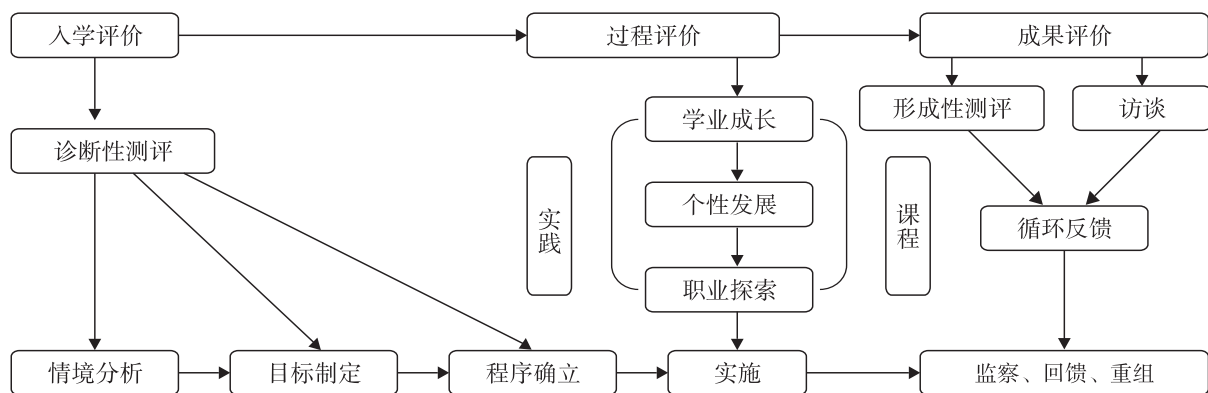 入学评价
过程评价
成果评价
诊断性测评
学业成长
形成性测评
访谈
实践
个性发展
课程
循环反馈
职业探索
情境分析
目标制定
程序确立
实施
监察、回馈、重组